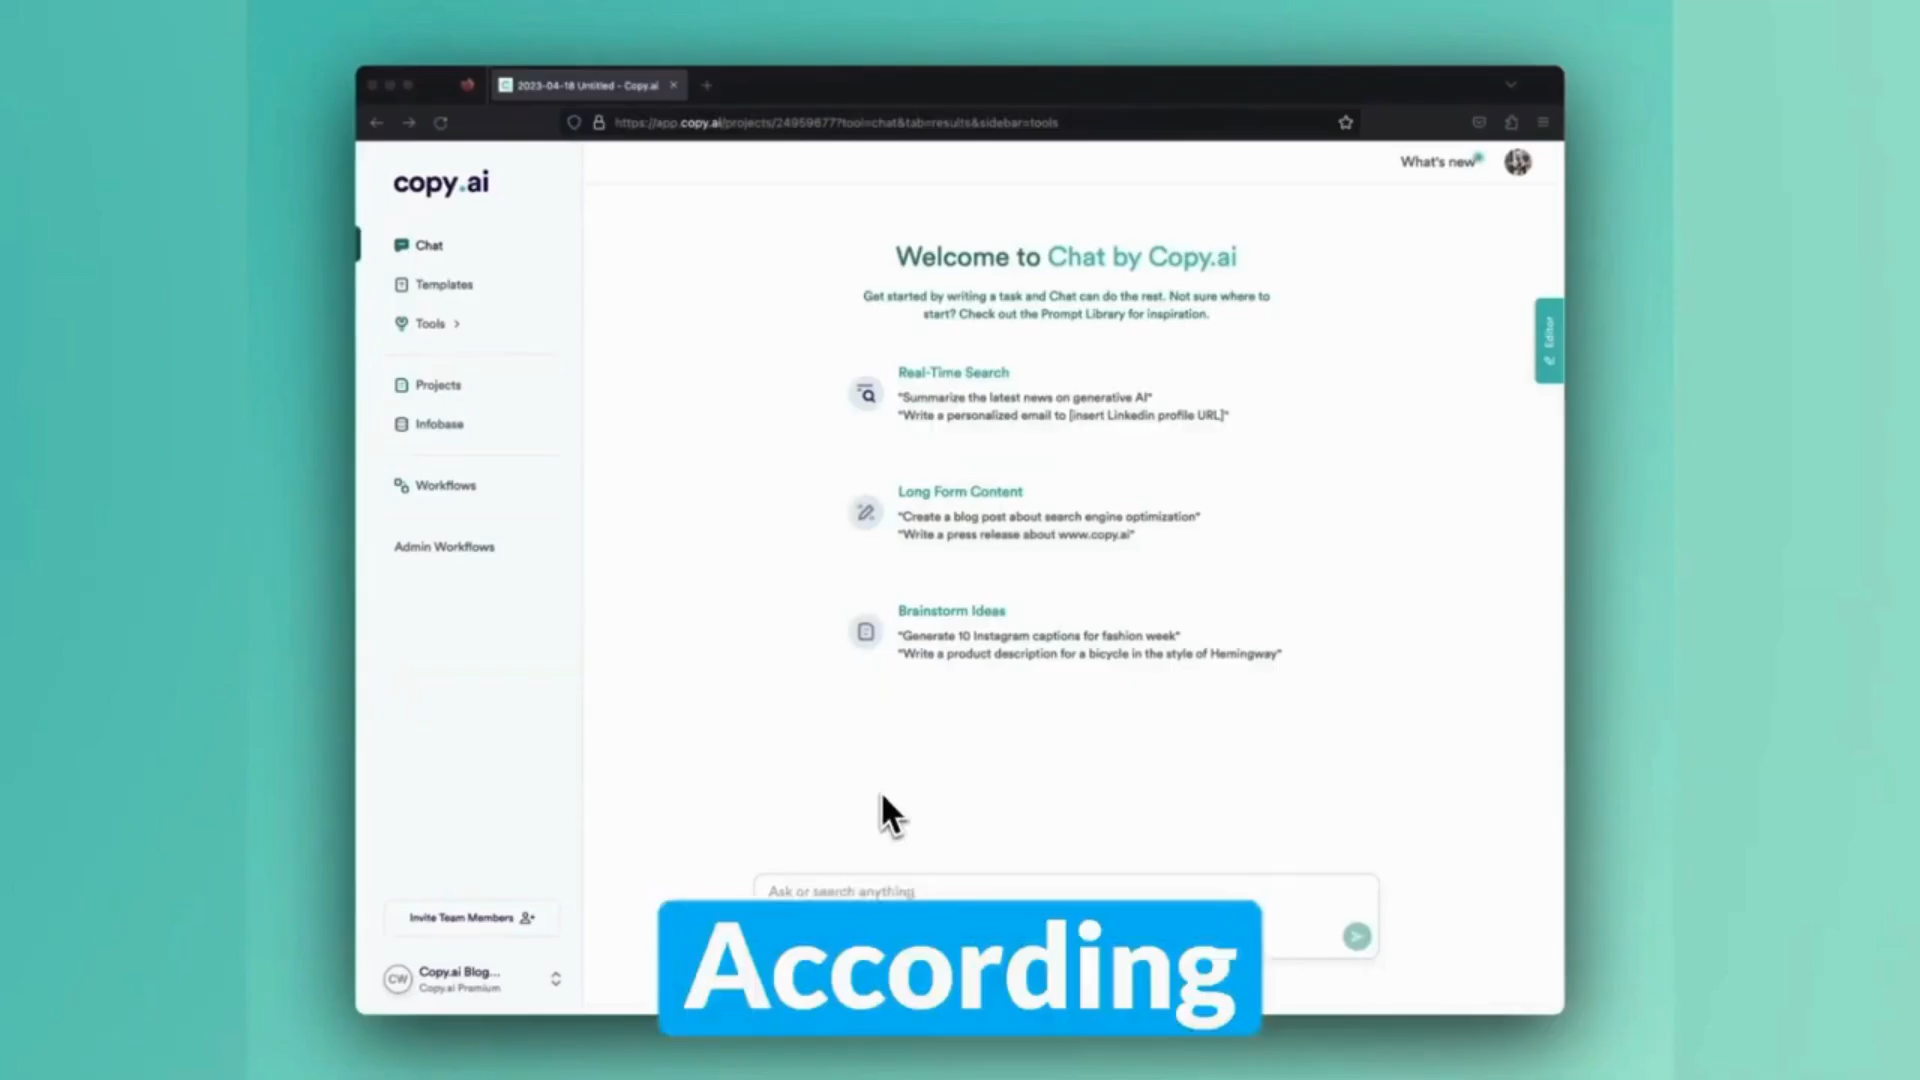 2023-04-18 Untitled - Copy.ai
https://app.copy.ai/projects/24959677?tool=chat&tab=results&sidebar=tools
copy.ai
What's new
Chat
Templates
Tools
Projects
Infobase
Workflows
Admin Workflows
Welcome to Chat by Copy.ai
Get started by writing a task and Chat can do the rest. Not sure where to
start? Check out the Prompt Library for inspiration.
Editor
Real-Time Search
"Summarize the latest news on generative AI"
"Write a personalized email to [insert Linkedin profile URL]"
Long Form Content
"Create a blog post about search engine optimization"
"Write a press release about www.copy.ai"
Brainstorm Ideas
"Generate 10 Instagram captions for fashion week"
"Write a product description for a bicycle in the style of Hemingway"
Ask or search anything
Invite Team Members
CW
Copy.ai Blog...
Copy.ai Premium
According